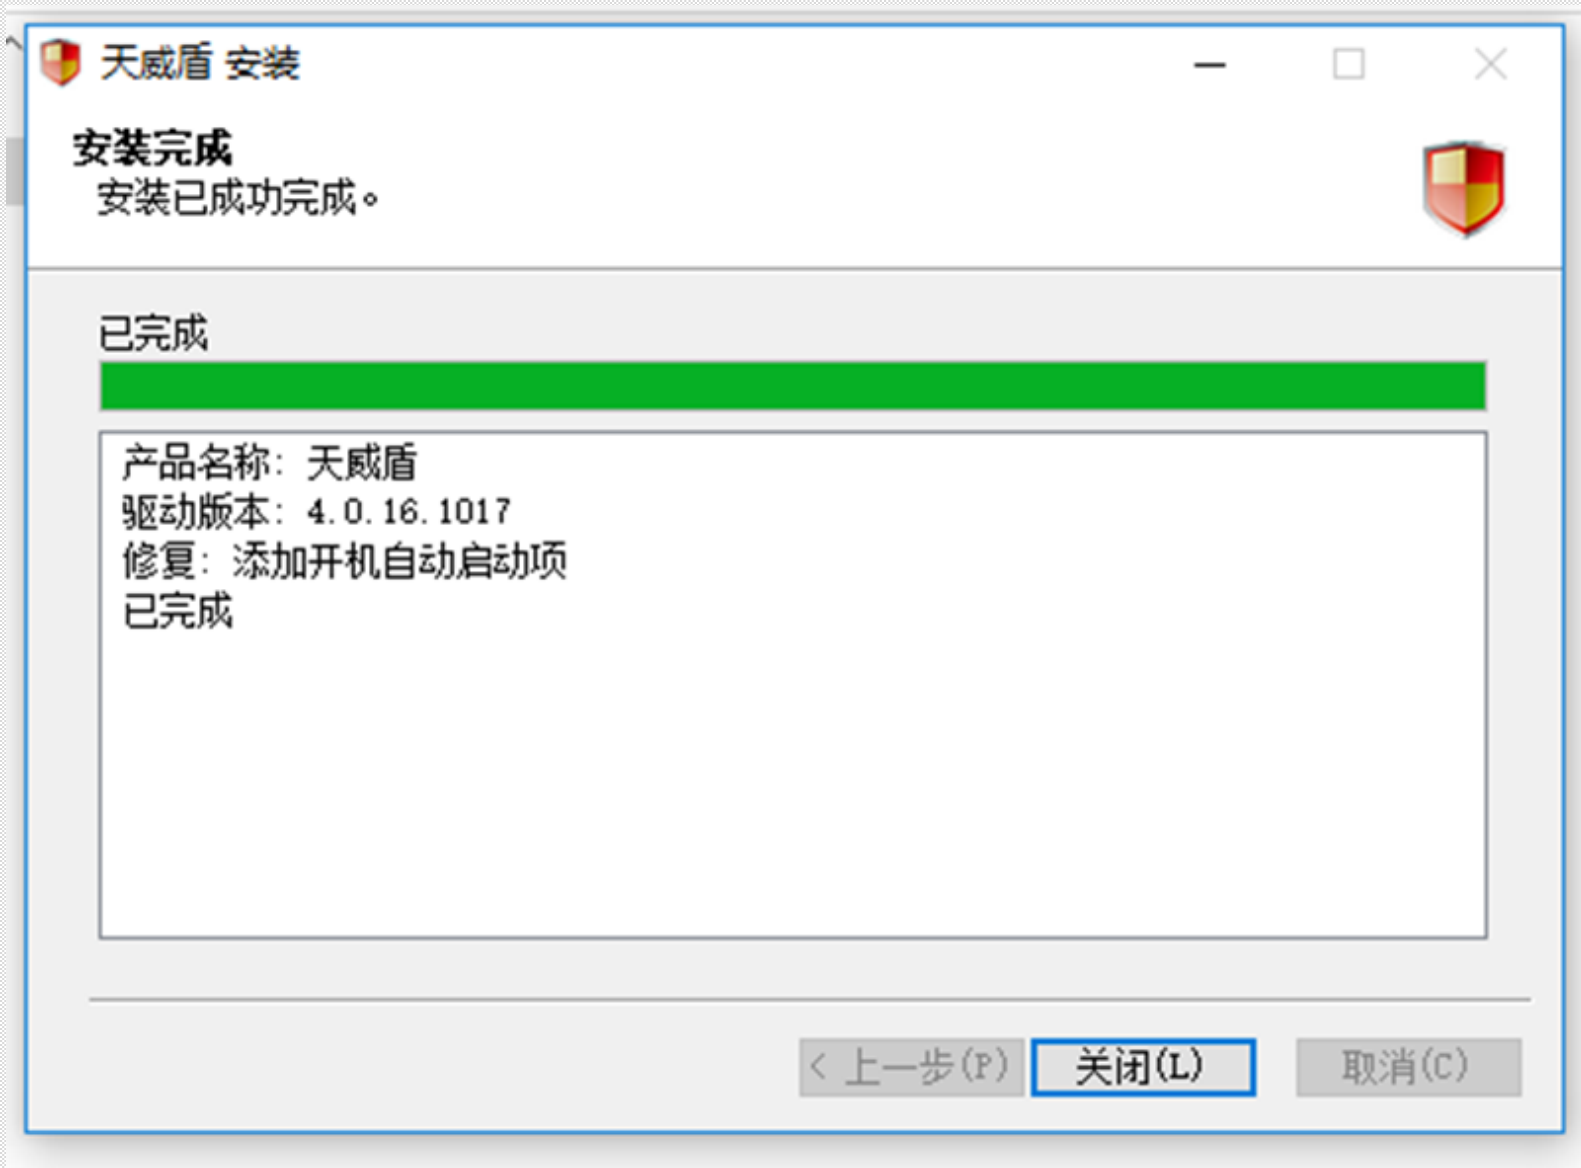 天威盾 安装
安装完成
安装已成功完成。
已完成
产品名称: 天威盾
驱动版本: 4.0.16.1017
修复: 添加开机自动启动项
已完成
< 上一步(P)
关闭(L)
取消(C)